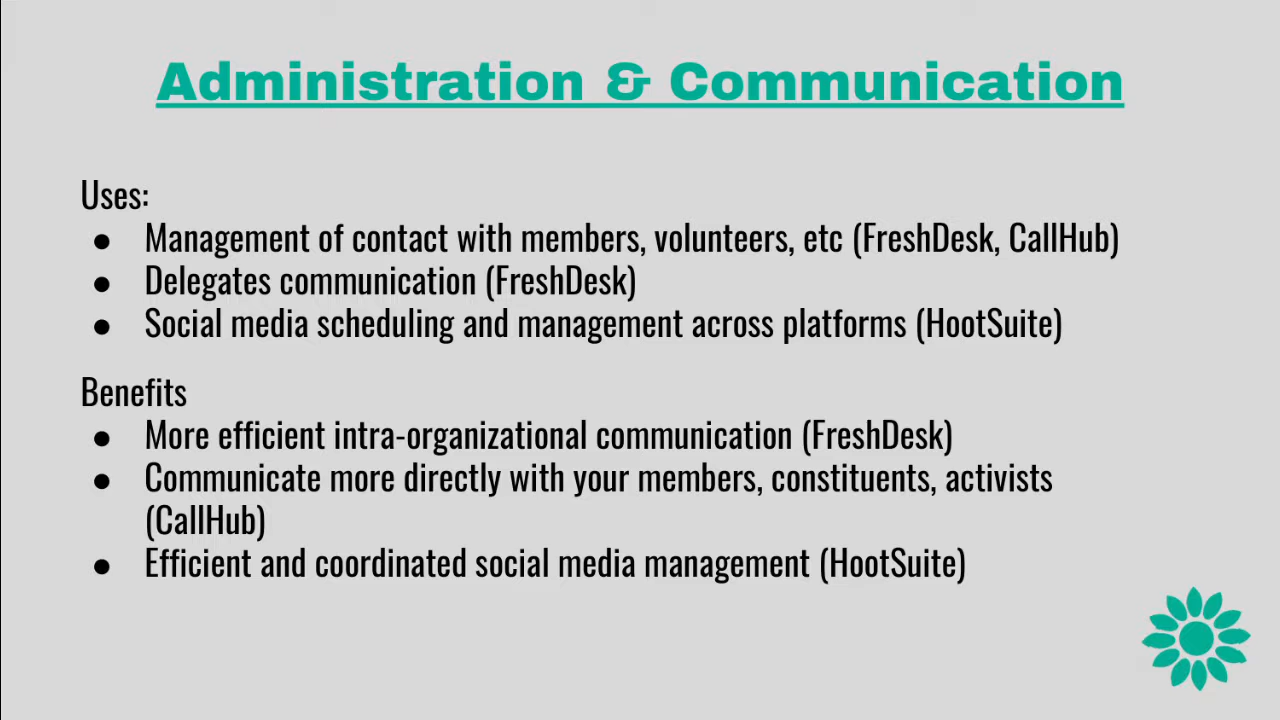 Administration & Communication
Uses:
● Management of contact with members, volunteers, etc (FreshDesk, CallHub)
● Delegates communication (FreshDesk)
● Social media scheduling and management across platforms (HootSuite)
Benefits
● More efficient intra-organizational communication (FreshDesk)
● Communicate more directly with your members, constituents, activists
(CallHub)
● Efficient and coordinated social media management (HootSuite)